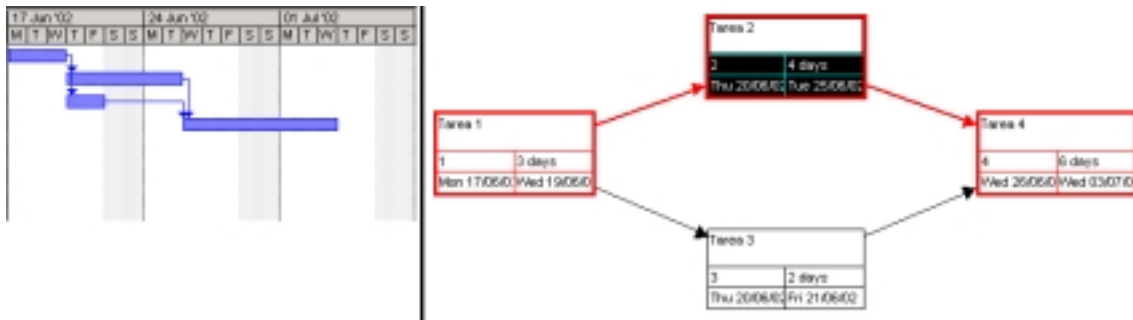 17 Jun '02 24 Jun '02 01 Jul '02
M T W T F S S M T W T F S S M T W T F S S
Tarea 2
2 4 days
Thu 20/06/02 Tue 25/06/02
Tarea 1
1 3 days
Mon 17/06/0 Wed 19/06/0
Tarea 4
4 6 days
Wed 26/06/0 Wed 03/07/0
Tarea 3
3 2 days
Thu 20/06/02 Fri 21/06/02